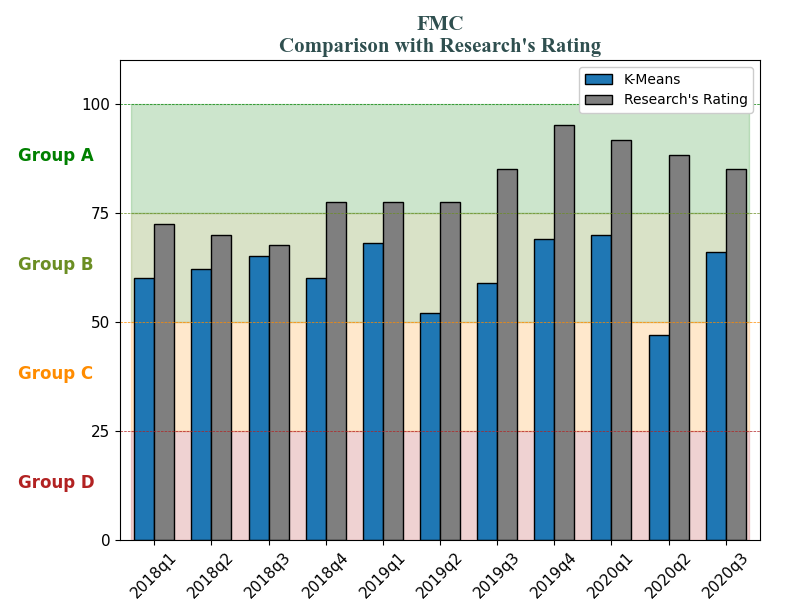 FMC
Comparison with Research's Rating
K-Means
Research's Rating
100
Group A
75
Group B
50
Group C
25
Group D
0
2018q1
2018q2
2018q3
2018q4
2019q1
2019q2
2019q3
2019q4
2020q1
2020q2
2020q3